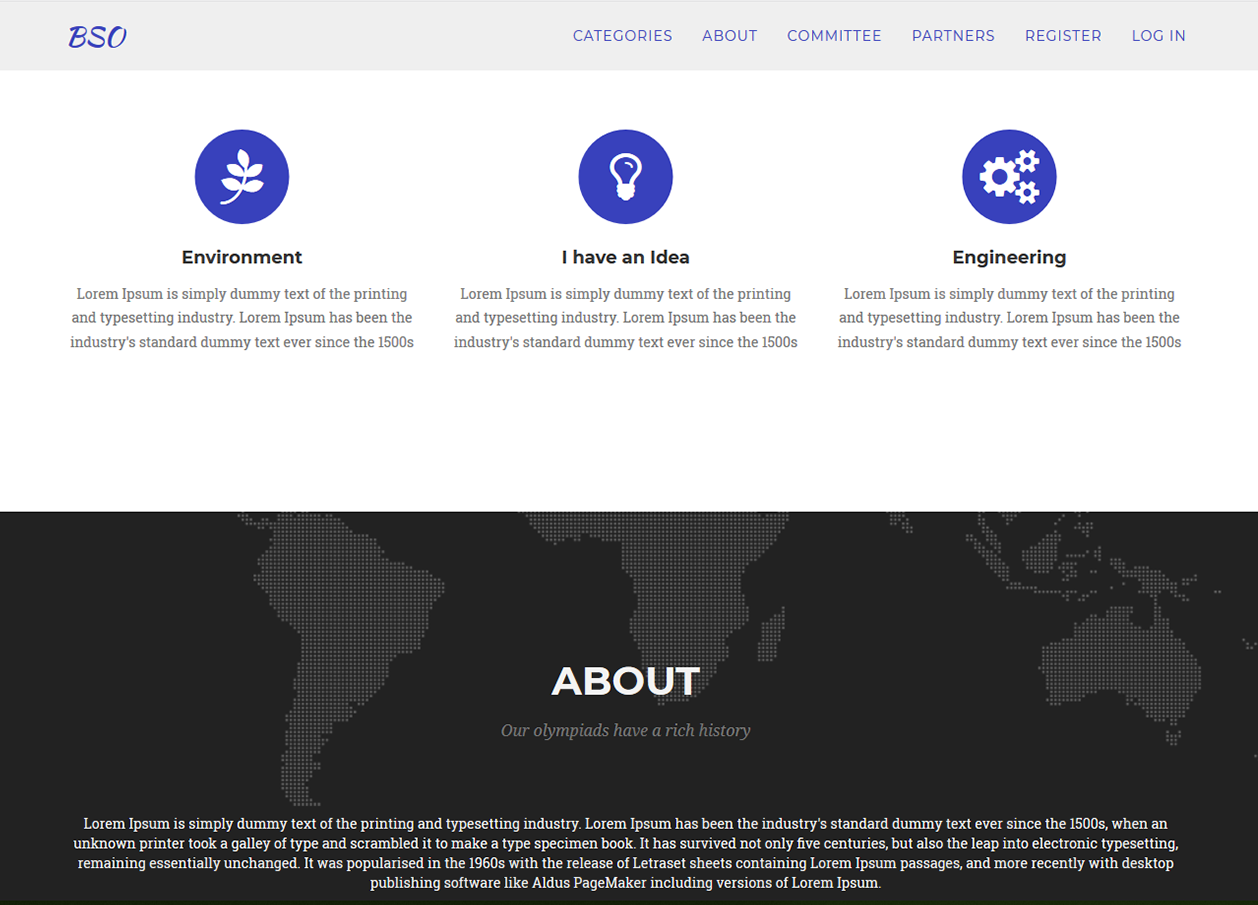 BSO
CATEGORIES ABOUT COMMITTEE PARTNERS REGISTER LOG IN
Environment
Lorem Ipsum is simply dummy text of the printing
and typesetting industry. Lorem Ipsum has been the
industry's standard dummy text ever since the 1500s
I have an Idea
Lorem Ipsum is simply dummy text of the printing
and typesetting industry. Lorem Ipsum has been the
industry's standard dummy text ever since the 1500s
Engineering
Lorem Ipsum is simply dummy text of the printing
and typesetting industry. Lorem Ipsum has been the
industry's standard dummy text ever since the 1500s
ABOUT
Our olympiads have a rich history
Lorem Ipsum is simply dummy text of the printing and typesetting industry. Lorem Ipsum has been the industry's standard dummy text ever since the 1500s, when an
unknown printer took a galley of type and scrambled it to make a type specimen book. It has survived not only five centuries, but also the leap into electronic typesetting,
remaining essentially unchanged. It was popularised in the 1960s with the release of Letraset sheets containing Lorem Ipsum passages, and more recently with desktop
publishing software like Aldus PageMaker including versions of Lorem Ipsum.